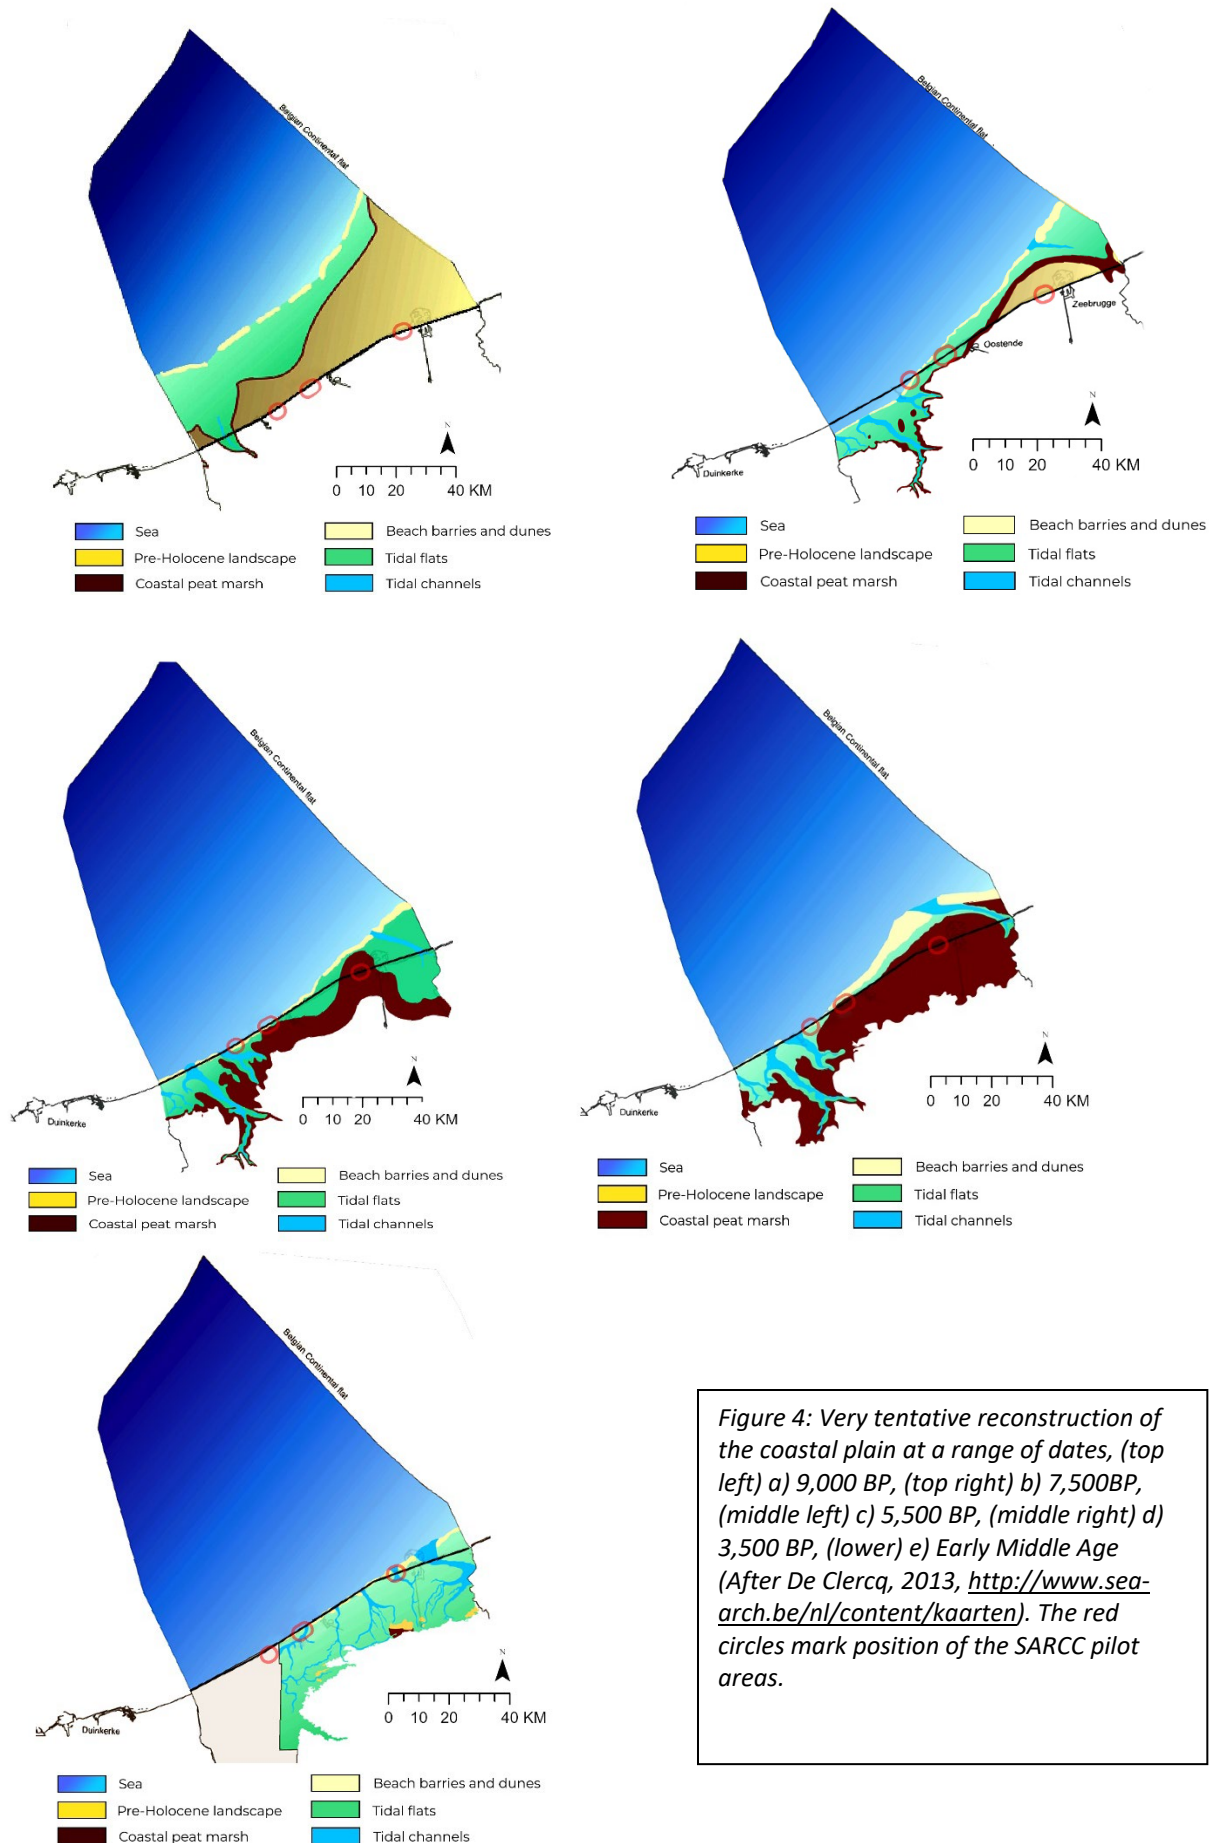 Belgian Continental flat
N
0 10 20 40 KM
Sea
Pre-Holocene landscape
Coastal peat marsh
Beach barries and dunes
Tidal flats
Tidal channels
Belgian Continental flat
Zeebrugge
Oostende
Duinkerke
N
0 10 20 40 KM
Sea
Pre-Holocene landscape
Coastal peat marsh
Beach barries and dunes
Tidal flats
Tidal channels
Belgian Continental flat
Duinkerke
N
0 10 20 40 KM
Sea
Pre-Holocene landscape
Coastal peat marsh
Beach barries and dunes
Tidal flats
Tidal channels
Belgian Continental flat
Duinkerke
N
0 10 20 40 KM
Sea
Pre-Holocene landscape
Coastal peat marsh
Beach barries and dunes
Tidal flats
Tidal channels
Belgian Continental flat
Duinkerke
N
0 10 20 40 KM
Sea
Pre-Holocene landscape
Coastal peat marsh
Beach barries and dunes
Tidal flats
Tidal channels
Figure 4: Very tentative reconstruction of
the coastal plain at a range of dates, (top
left) a) 9,000 BP, (top right) b) 7,500BP,
(middle left) c) 5,500 BP, (middle right) d)
3,500 BP, (lower) e) Early Middle Age
(After De Clercq, 2013, http://www.sea-
arch.be/nl/content/kaarten). The red
circles mark position of the SARCC pilot
areas.